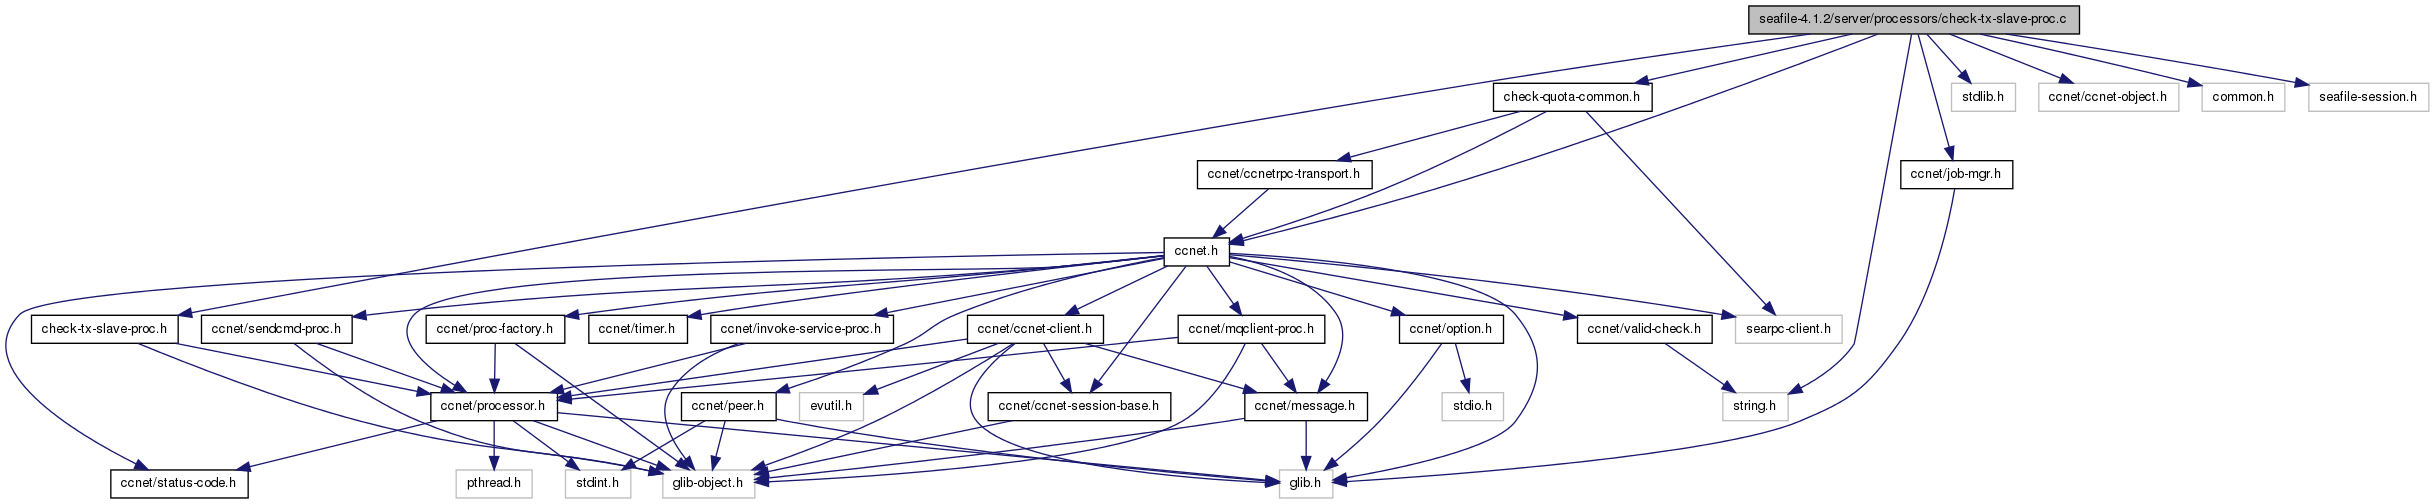 seafile-4.1.2/server/processors/check-tx-slave-proc.c
check-quota-common.h
stdlib.h
ccnet/ccnet-object.h
common.h
seafile-session.h
ccnet/ccnetrpc-transport.h
ccnet/job-mgr.h
ccnet.h
check-tx-slave-proc.h
ccnet/sendcmd-proc.h
ccnet/proc-factory.h
ccnet/timer.h
ccnet/invoke-service-proc.h
ccnet/ccnet-client.h
ccnet/mqclient-proc.h
ccnet/option.h
ccnet/valid-check.h
searpc-client.h
ccnet/processor.h
ccnet/peer.h
evutil.h
ccnet/ccnet-session-base.h
ccnet/message.h
stdio.h
string.h
ccnet/status-code.h
pthread.h
stdint.h
glib-object.h
glib.h